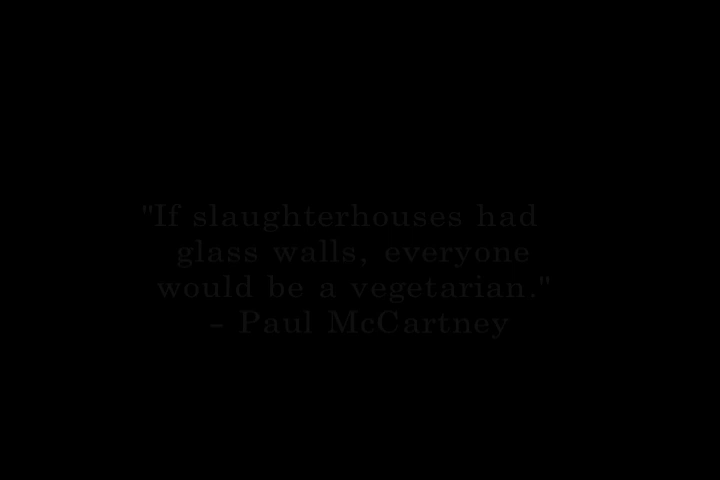 "If slaughterhouses had
glass walls, everyone
would be a vegetarian."
- Paul McCartney